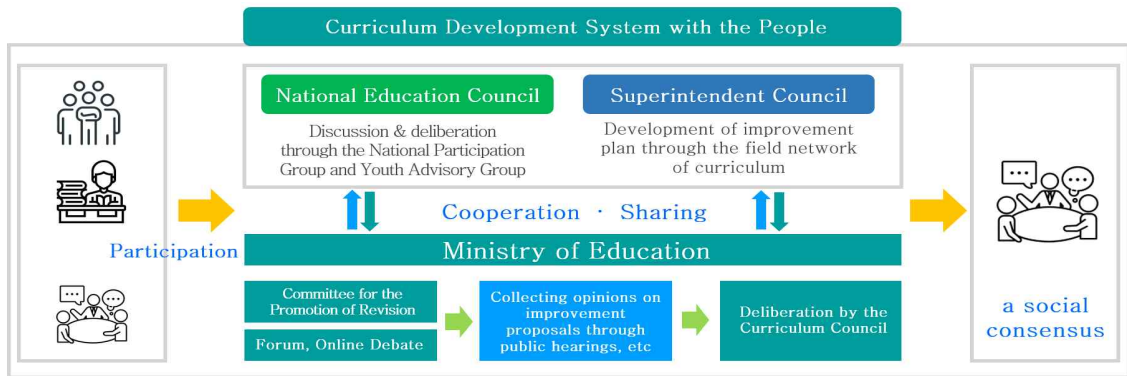 Curriculum Development System with the People
National Education Council
Discussion & deliberation
through the National Participation
Group and Youth Advisory Group
Superintendent Council
Development of improvement
plan through the field network
of curriculum
Participation
Cooperation · Sharing
Ministry of Education
Committee for the
Promotion of Revision
Forum, Online Debate
Collecting opinions on
improvement
proposals through
public hearings, etc
Deliberation by the
Curriculum Council
a social
consensus